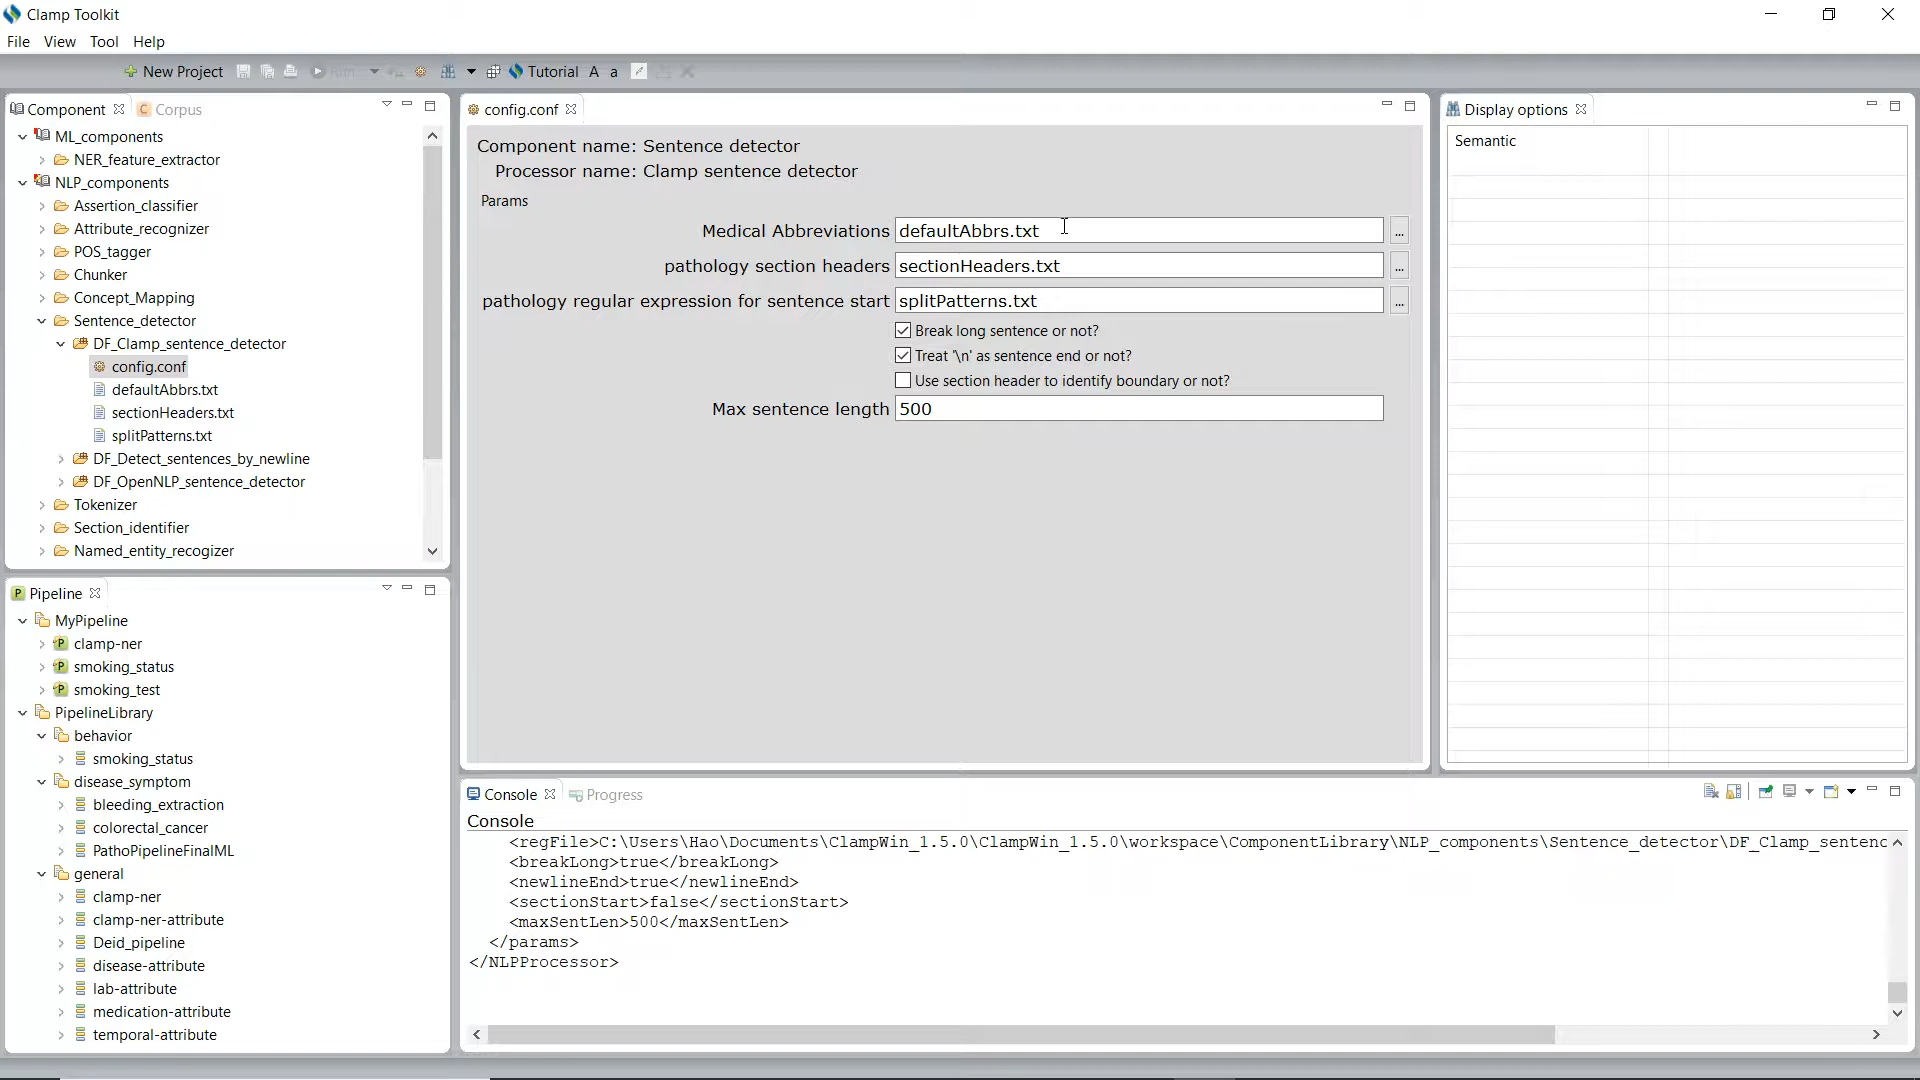 Clamp Toolkit
File View Tool Help
New Project Tutorial A a
Component
Corpus
ML_components
NER_feature_extractor
NLP_components
Assertion_classifier
Attribute_recognizer
POS_tagger
Chunker
Concept_Mapping
Sentence_detector
DF_Clamp_sentence_detector
config.conf
defaultAbbrs.txt
sectionHeaders.txt
splitPatterns.txt
DF_Detect_sentences_by_newline
DF_OpenNLP_sentence_detector
Tokenizer
Section_identifier
Named_entity_recogizer
Pipeline
MyPipeline
clamp-ner
smoking_status
smoking_test
PipelineLibrary
behavior
smoking_status
disease_symptom
bleeding_extraction
colorectal_cancer
PathoPipelineFinalML
general
clamp-ner
clamp-ner-attribute
Deid_pipeline
disease-attribute
lab-attribute
medication-attribute
temporal-attribute
config.conf
Component name: Sentence detector
Processor name: Clamp sentence detector
Params
Medical Abbreviations defaultAbbrs.txt ...
pathology section headers sectionHeaders.txt ...
pathology regular expression for sentence start splitPatterns.txt ...
Break long sentence or not?
Treat '\n' as sentence end or not?
Use section header to identify boundary or not?
Max sentence length 500
Display options
Semantic
Console Progress
Console
<regFile>C:\Users\Hao\Documents\ClampWin_1.5.0\ClampWin_1.5.0\workspace\ComponentLibrary\NLP_components\Sentence_detector\DF_Clamp_sentenc
<breakLong>true</breakLong>
<newlineEnd>true</newlineEnd>
<sectionStart>false</sectionStart>
<maxSentLen>500</maxSentLen>
</params>
</NLPProcessor>